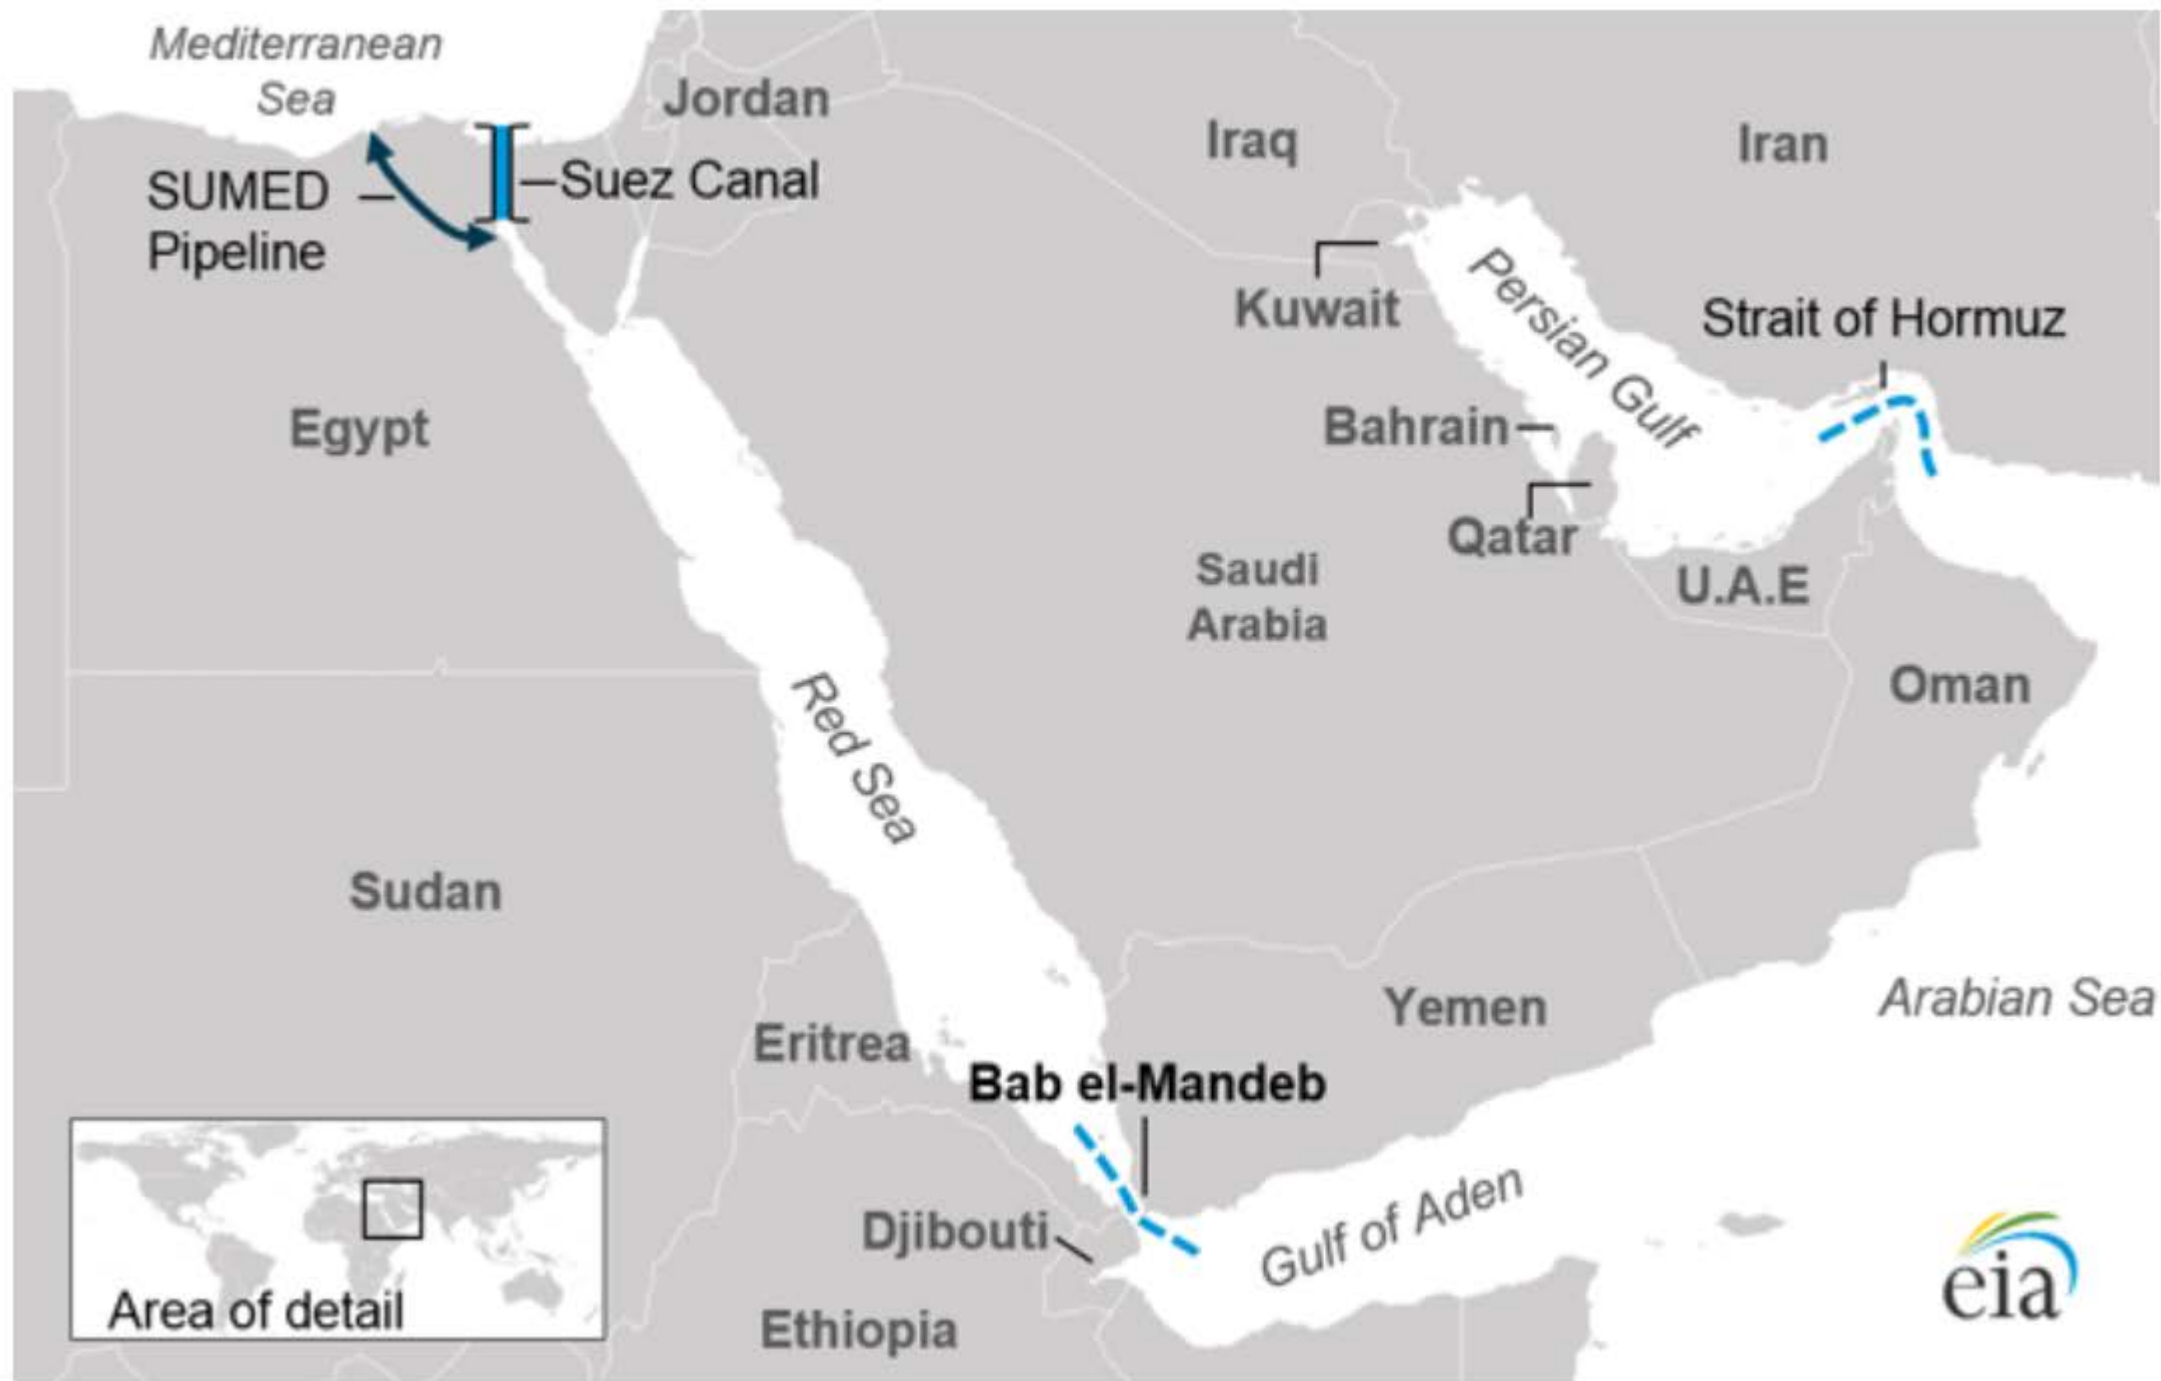 Mediterranean
Sea
Jordan
Iraq
Iran
SUMED
Pipeline
Suez Canal
Kuwait
Persian Gulf
Strait of Hormuz
Egypt
Bahrain
Qatar
Saudi
Arabia
U.A.E
Oman
Red Sea
Sudan
Yemen
Arabian Sea
Eritrea
Bab el-Mandeb
Djibouti
Gulf of Aden
Ethiopia
Area of detail
eia